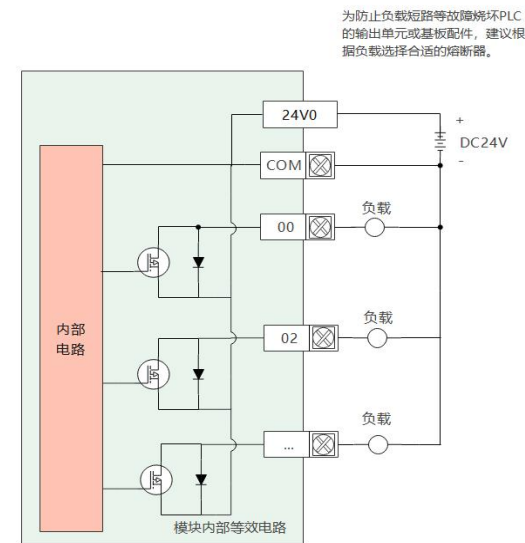 为防止负载短路等故障烧坏PLC
的输出单元或基板配件，建议根
据负载选择合适的熔断器。
24V0
+
DC24V
-
COM
负载
00
负载
内部
电路
02
负载
...
模块内部等效电路